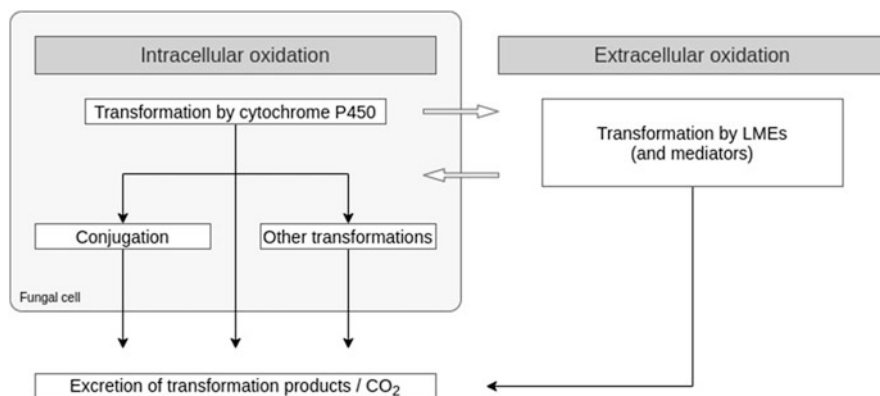 Intracellular oxidation
Extracellular oxidation
Transformation by cytochrome P450
Transformation by LMEs
(and mediators)
Conjugation
Other transformations
Fungal cell
Excretion of transformation products / CO₂